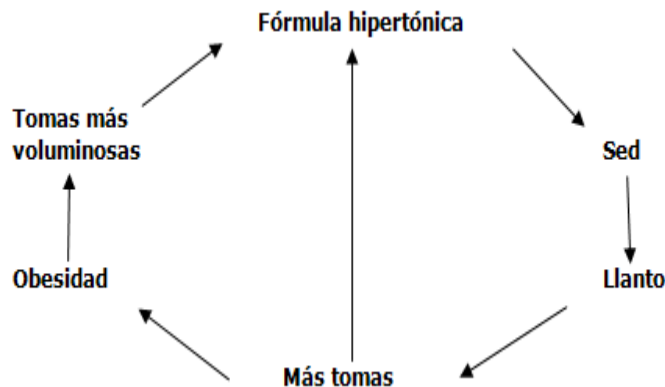 Fórmula hipertónica
Tomas más
voluminosas
Sed
Obesidad
Llanto
Más tomas